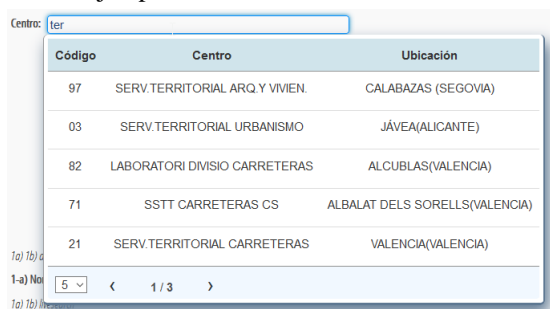 Centro: ter
Código Centro Ubicación
97 SERV.TERRITORIAL ARQ.Y VIVIEN. CALABAZAS (SEGOVIA)
03 SERV.TERRITORIAL URBANISMO JÁVEA(ALICANTE)
82 LABORATORI DIVISIO CARRETERAS ALCUBLAS(VALENCIA)
71 SSTT CARRETERAS CS ALBALAT DELS SORELLS(VALENCIA)
21 SERV.TERRITORIAL CARRETERAS VALENCIA(VALENCIA)
1a) 1b)
1-a)
5 ‹ 1 / 3 ›
1a) 1b)